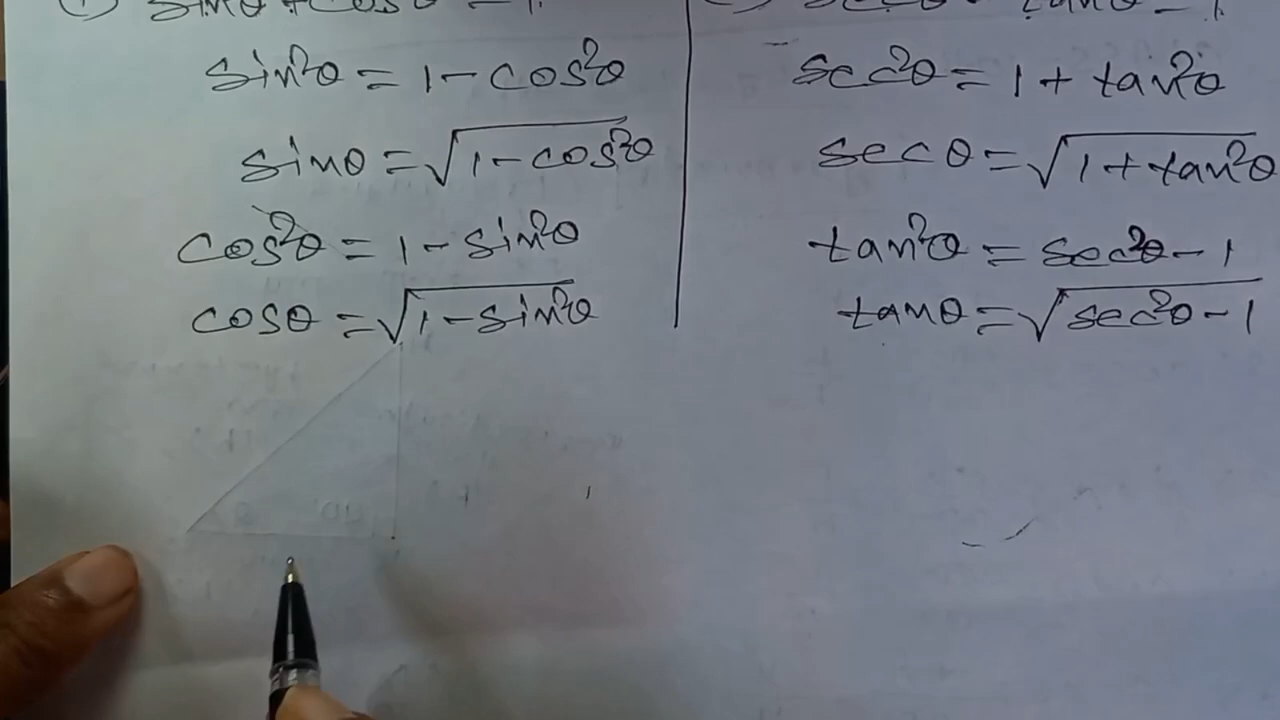 sin²θ = 1 - cos²θ
sinθ = √1 - cos²θ
cos²θ = 1 - sin²θ
cosθ = √1 - sin²θ
sec²θ = 1 + tan²θ
secθ = √1 + tan²θ
tan²θ = sec²θ - 1
tanθ = √sec²θ - 1